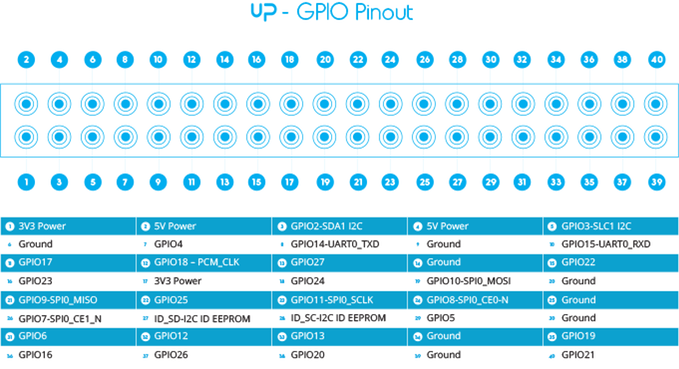 UP - GPIO Pinout
2 4 6 8 10 12 14 16 18 20 22 24 26 28 30 32 34 36 38 40
1 3 5 7 9 11 13 15 17 19 21 23 25 27 29 31 33 35 37 39
1 3V3 Power 2 5V Power 3 GPIO2-SDA1 I2C 4 5V Power 5 GPIO3-SLC1 I2C
6 Ground 7 GPIO4 8 GPIO14-UART0_TXD 9 Ground 10 GPIO15-UART0_RXD
11 GPIO17 12 GPIO18 – PCM_CLK 13 GPIO27 14 Ground 15 GPIO22
16 GPIO23 17 3V3 Power 18 GPIO24 19 GPIO10-SPI0_MOSI 20 Ground
21 GPIO9-SPI0_MISO 22 GPIO25 23 GPIO11-SPI0_SCLK 24 GPIO8-SPI0_CE0-N 25 Ground
26 GPIO7-SPI0_CE1_N 27 ID_SD-I2C ID EEPROM 28 ID_SC-I2C ID EEPROM 29 GPIO5 30 Ground
31 GPIO6 32 GPIO12 33 GPIO13 34 Ground 35 GPIO19
36 GPIO16 37 GPIO26 38 GPIO20 39 Ground 40 GPIO21